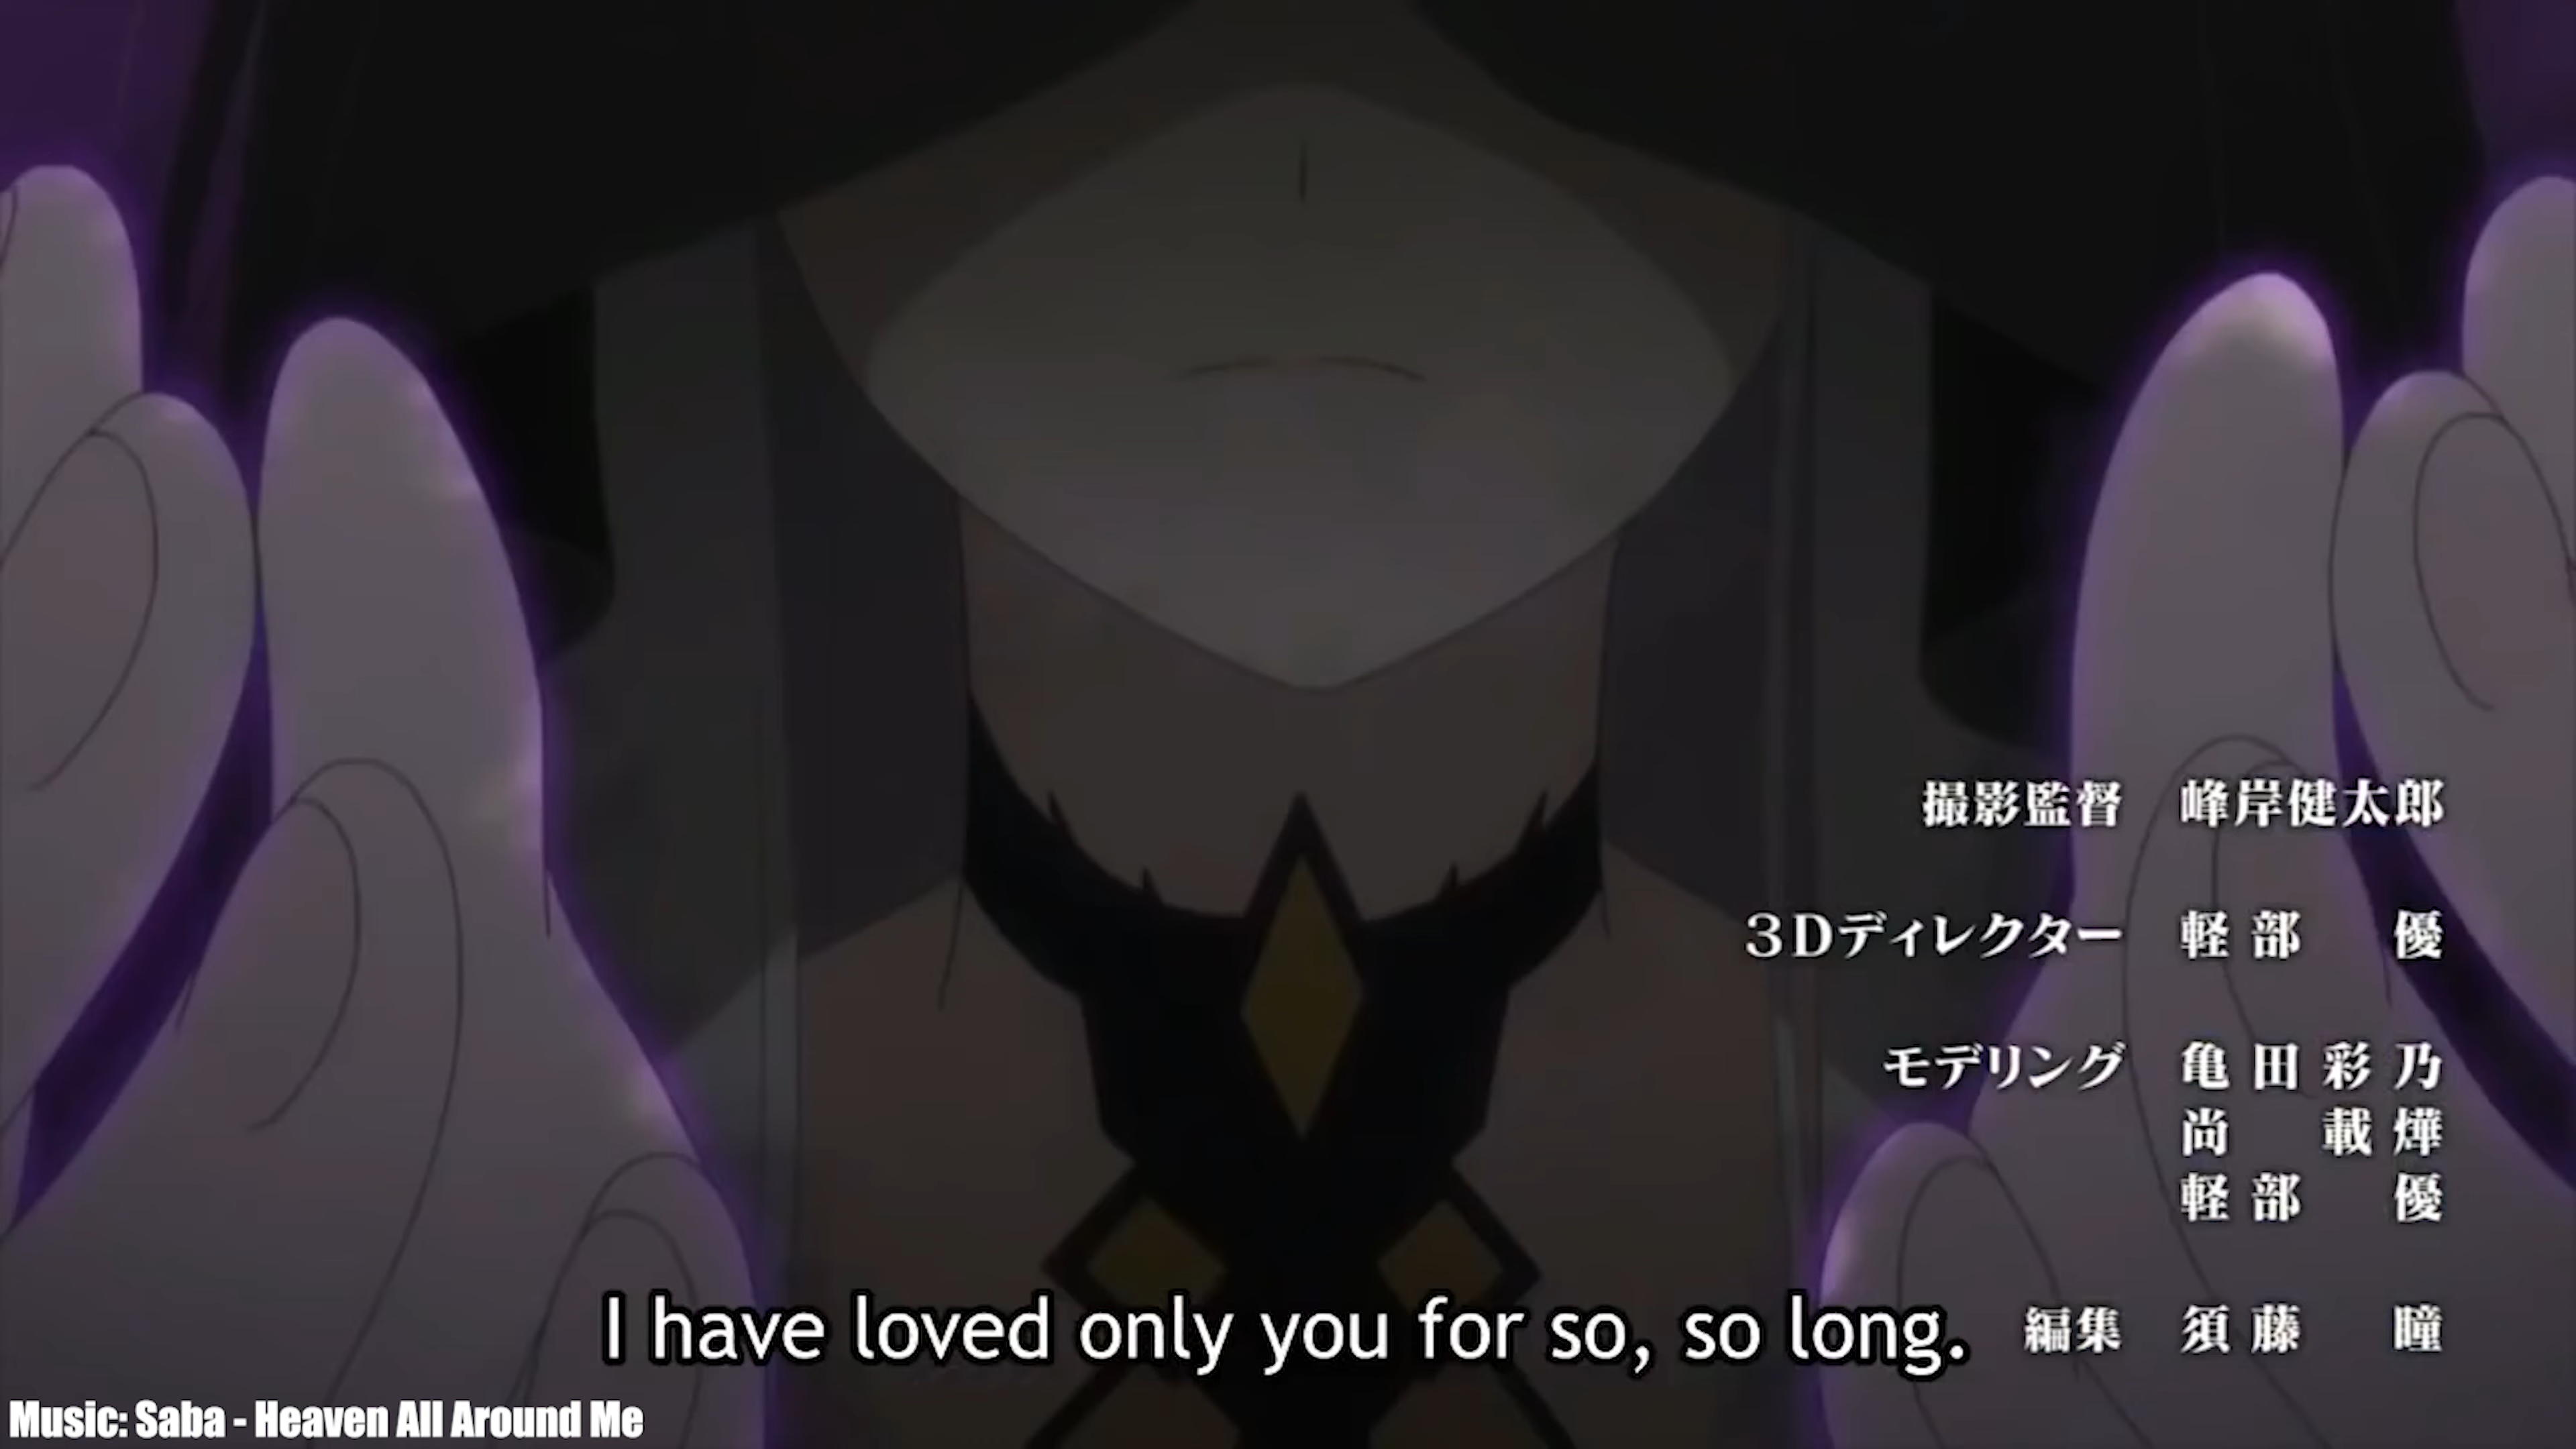 撮影監督 峰岸健太郎
3Dディレクター 軽部 優
モデリング 亀田彩乃
尚 載燁
軽部 優
編集 須藤 瞳
I have loved only you for so, so long.
Music: Saba - Heaven All Around Me